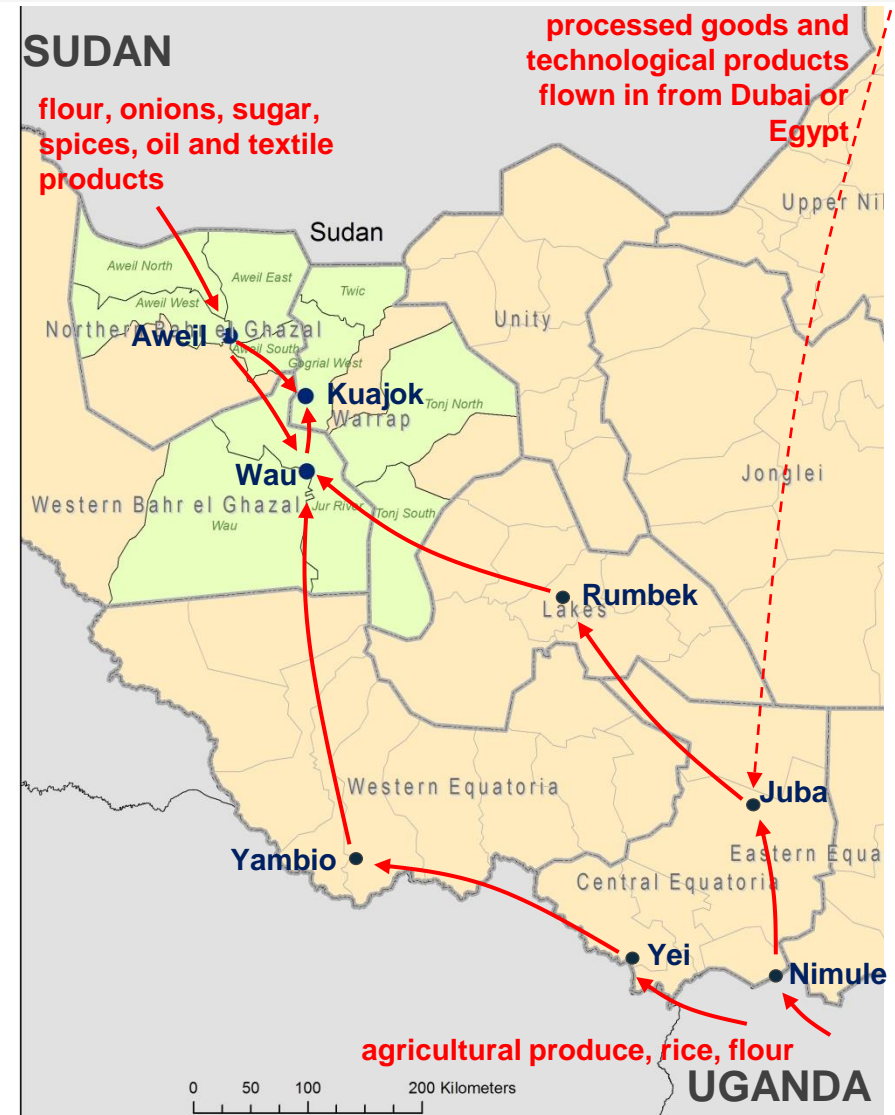 SUDAN
processed goods and
technological products
flown in from Dubai or
Egypt
flour, onions, sugar,
spices, oil and textile
products
Upper Nil
Sudan
Aweil North
Aweil East
Twic
Aweil West
Unity
Northern Bahr el Ghazal
Aweil
Aweil South
Gogrial West
Kuajok
Tonj North
Warrap
Jonglei
Wau
Western Bahr el Ghazal
Jur River
Tonj South
Wau
Rumbek
Lakes
Western Equatoria
Juba
Yambio
Eastern Equa
Central Equatoria
Yei
Nimule
agricultural produce, rice, flour
UGANDA
0 50 100 200 Kilometers